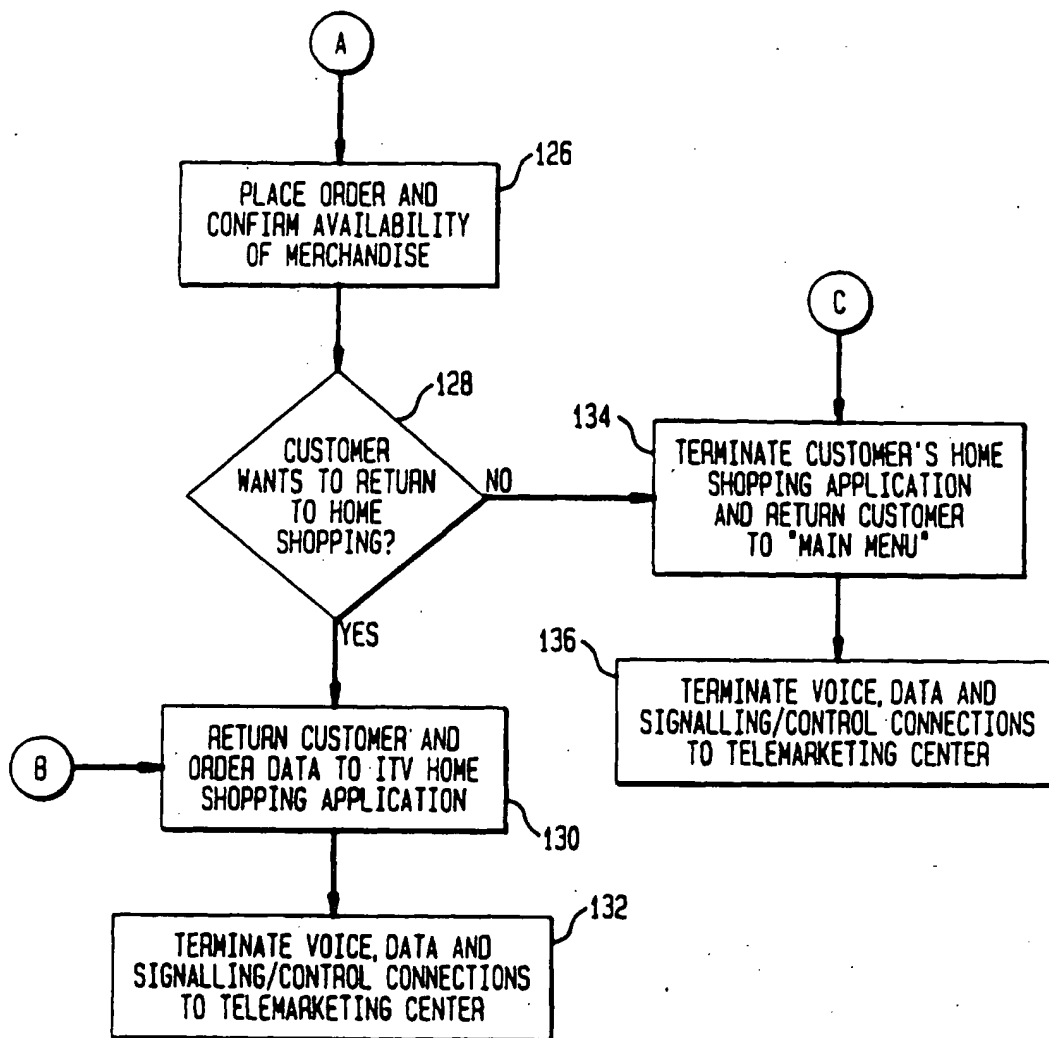 A
126
PLACE ORDER AND
CONFIRM AVAILABILITY
OF MERCHANDISE
128
CUSTOMER
WANTS TO RETURN
TO HOME
SHOPPING?
NO
YES
C
134
TERMINATE CUSTOMER'S HOME
SHOPPING APPLICATION
AND RETURN CUSTOMER
TO "MAIN MENU"
136
TERMINATE VOICE, DATA AND
SIGNALLING/CONTROL CONNECTIONS
TO TELEMARKETING CENTER
B
RETURN CUSTOMER AND
ORDER DATA TO ITV HOME
SHOPPING APPLICATION
130
132
TERMINATE VOICE, DATA AND
SIGNALLING/CONTROL CONNECTIONS
TO TELEMARKETING CENTER